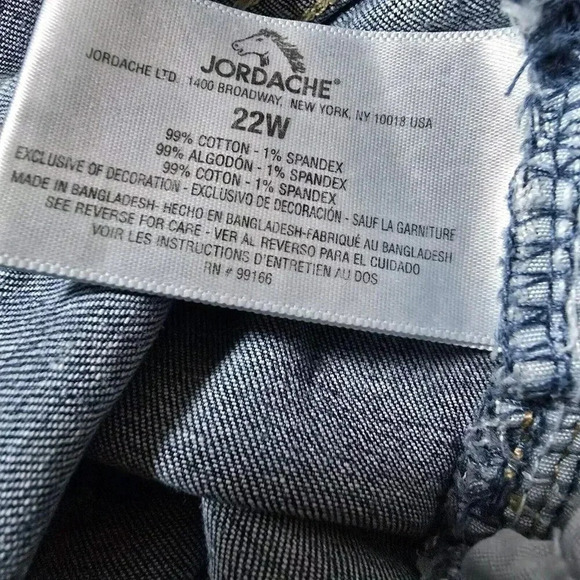 JORDACHE®
JORDACHE LTD. 1400 BROADWAY, NEW YORK, NY 10018 USA
22W
99% COTTON - 1% SPANDEX
99% ALGODÓN - 1% SPANDEX
99% COTON - 1% SPANDEX
EXCLUSIVE OF DECORATION - EXCLUSIVO DE DECORACIÓN - SAUF LA GARNITURE
MADE IN BANGLADESH- HECHO EN BANGLADESH-FABRIQUÉ AU BANGLADESH
SEE REVERSE FOR CARE - VER AL REVERSO PARA EL CUIDADO
VOIR LES INSTRUCTIONS D'ENTRETIEN AU DOS
RN # 99166